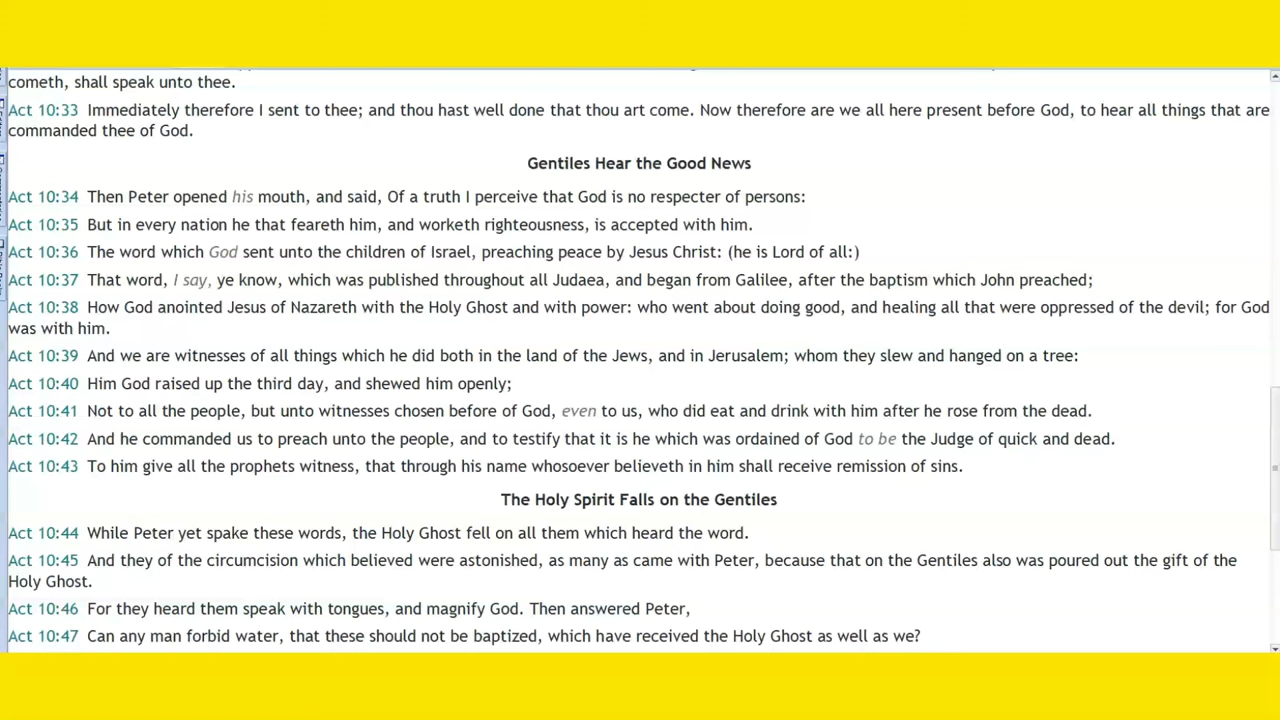 cometh, shall speak unto thee.
Act 10:33 Immediately therefore I sent to thee; and thou hast well done that thou art come. Now therefore are we all here present before God, to hear all things that are
commanded thee of God.
Gentiles Hear the Good News
Act 10:34 Then Peter opened his mouth, and said, Of a truth I perceive that God is no respecter of persons:
Act 10:35 But in every nation he that feareth him, and worketh righteousness, is accepted with him.
Act 10:36 The word which God sent unto the children of Israel, preaching peace by Jesus Christ: (he is Lord of all:)
Act 10:37 That word, I say, ye know, which was published throughout all Judaea, and began from Galilee, after the baptism which John preached;
Act 10:38 How God anointed Jesus of Nazareth with the Holy Ghost and with power: who went about doing good, and healing all that were oppressed of the devil; for God
was with him.
Act 10:39 And we are witnesses of all things which he did both in the land of the Jews, and in Jerusalem; whom they slew and hanged on a tree:
Act 10:40 Him God raised up the third day, and shewed him openly;
Act 10:41 Not to all the people, but unto witnesses chosen before of God, even to us, who did eat and drink with him after he rose from the dead.
Act 10:42 And he commanded us to preach unto the people, and to testify that it is he which was ordained of God to be the Judge of quick and dead.
Act 10:43 To him give all the prophets witness, that through his name whosoever believeth in him shall receive remission of sins.
The Holy Spirit Falls on the Gentiles
Act 10:44 While Peter yet spake these words, the Holy Ghost fell on all them which heard the word.
Act 10:45 And they of the circumcision which believed were astonished, as many as came with Peter, because that on the Gentiles also was poured out the gift of the
Holy Ghost.
Act 10:46 For they heard them speak with tongues, and magnify God. Then answered Peter,
Act 10:47 Can any man forbid water, that these should not be baptized, which have received the Holy Ghost as well as we?